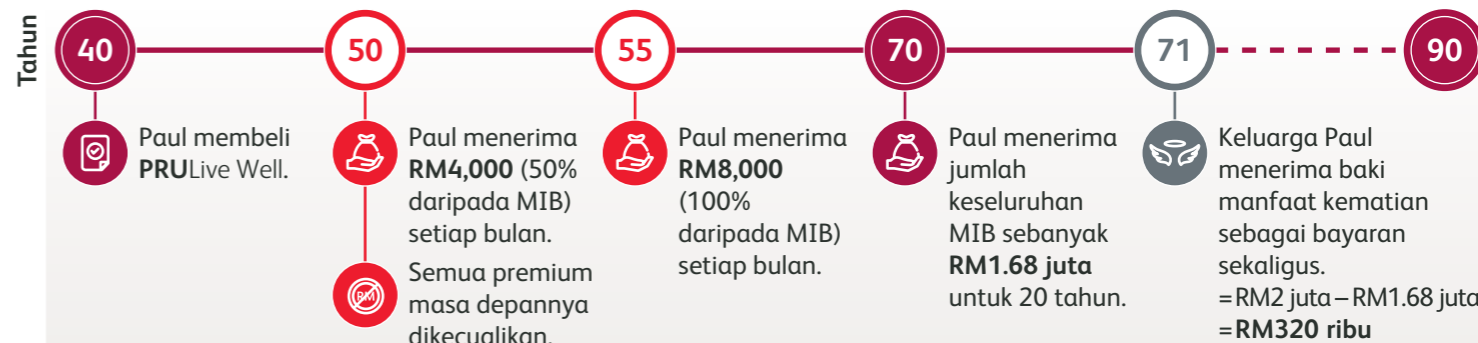 Tahun
40
50
55
70
71
90
Paul membeli
PRULive Well.
Paul menerima
RM4,000 (50%
daripada MIB)
setiap bulan.
RM
Semua premium
masa depannya
dikecualikan.
Paul menerima
RM8,000
(100%
daripada MIB)
setiap bulan.
Paul menerima
jumlah
keseluruhan
MIB sebanyak
RM1.68 juta
untuk 20 tahun.
Keluarga Paul
menerima baki
manfaat kematian
sebagai bayaran
sekaligus.
=RM2 juta – RM1.68 juta
=RM320 ribu